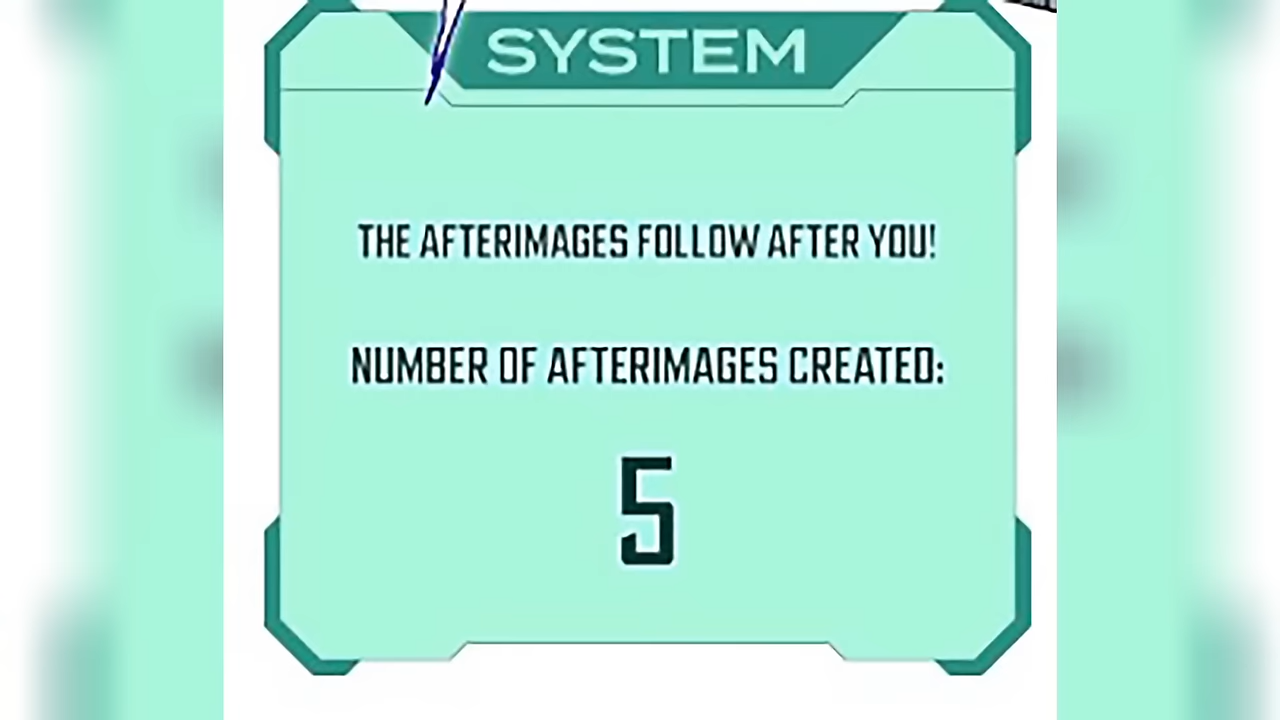 SYSTEM
THE AFTERIMAGES FOLLOW AFTER YOU!
NUMBER OF AFTERIMAGES CREATED:
5